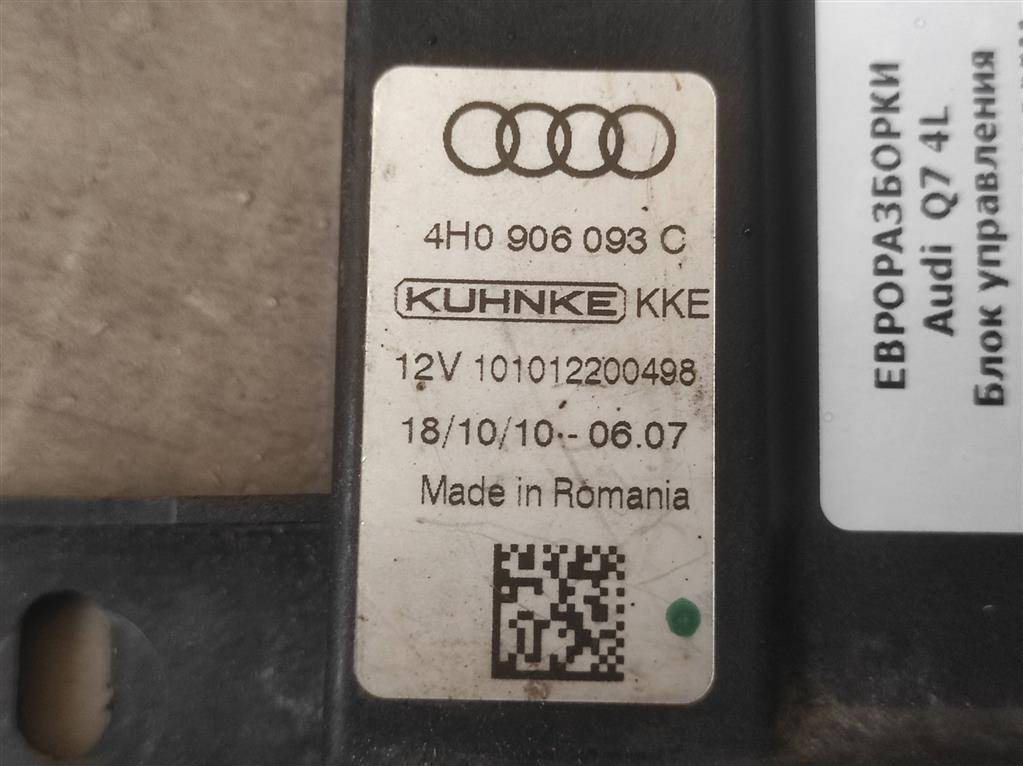 4H0 906 093 C
KUHNKE KKE
12V 101012200498
18/10/10 - 06.07
Made in Romania
ЕВРОРАЗБОРКИ
Audi Q7 4L
Блок управления